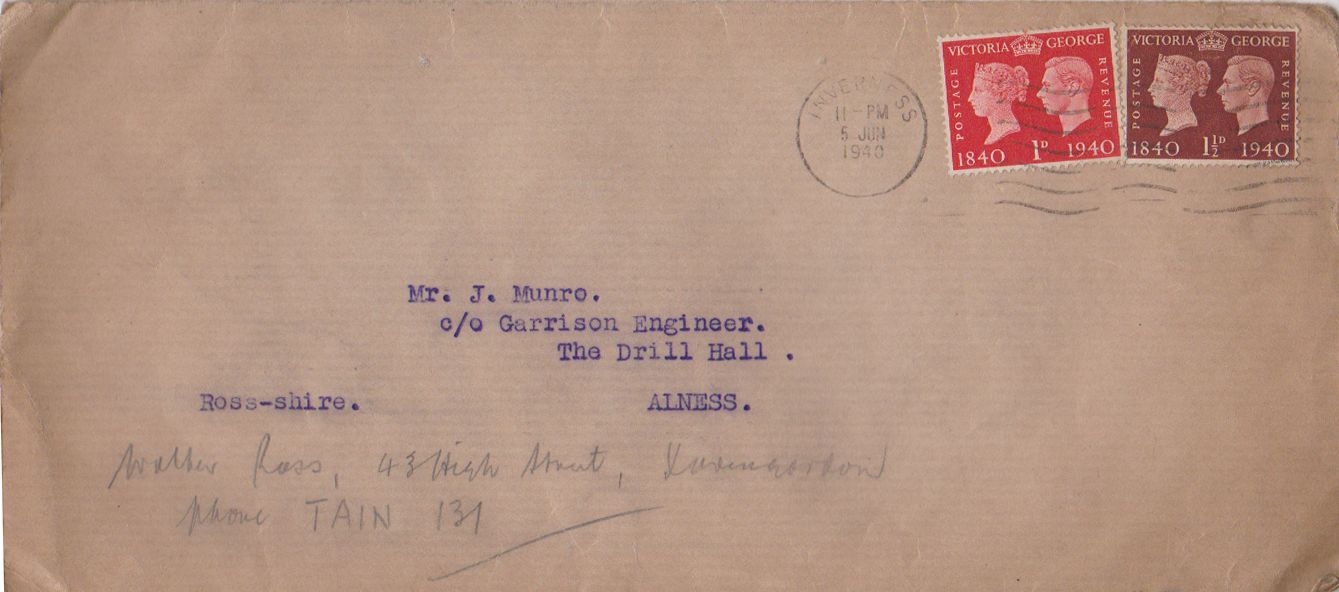 VICTORIA GEORGE
POSTAGE
REVENUE
1840 1D 1940
VICTORIA GEORGE
POSTAGE
REVENUE
1840 1½D 1940
INVERNESS
11 - PM
5 JUN
1940
Mr. J. Munro.
c/o Garrison Engineer.
The Drill Hall .
Ross-shire. ALNESS.
Walter Ross, 43 High Street, Invergordon
phone TAIN 131